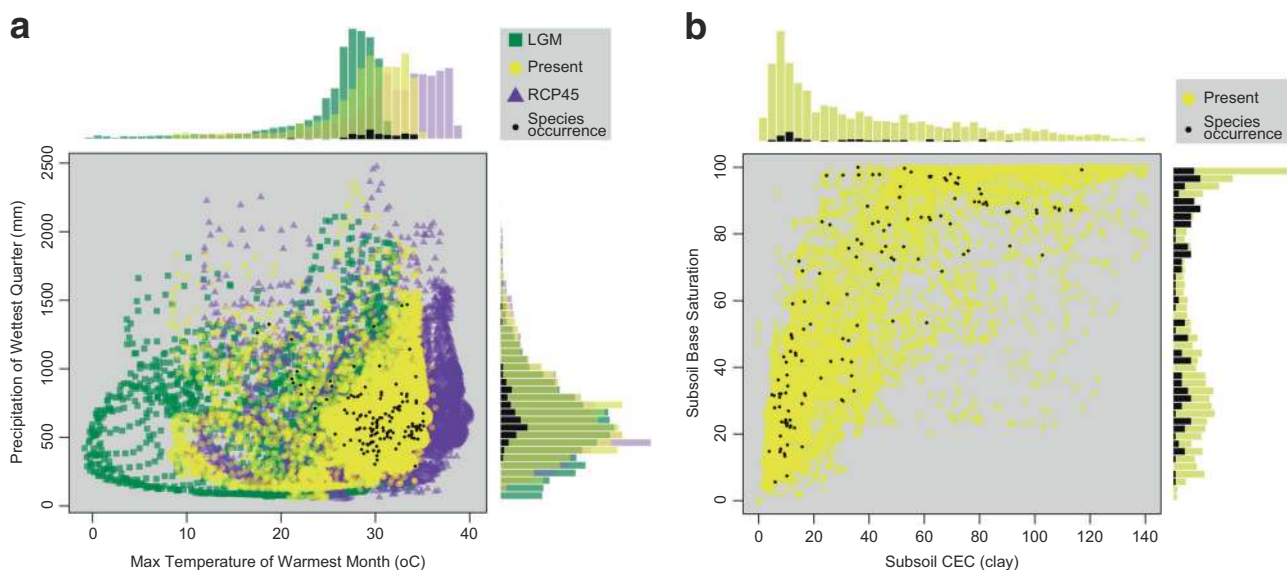 a
LGM
Present
RCP45
Species
occurrence
2500
2000
1500
1000
500
0
Precipitation of Wettest Quarter (mm)
0
10
20
30
40
Max Temperature of Warmest Month (oC)
b
Present
Species
occurrence
100
80
60
40
20
0
Subsoil Base Saturation
0
20
40
60
80
100
120
140
Subsoil CEC (clay)